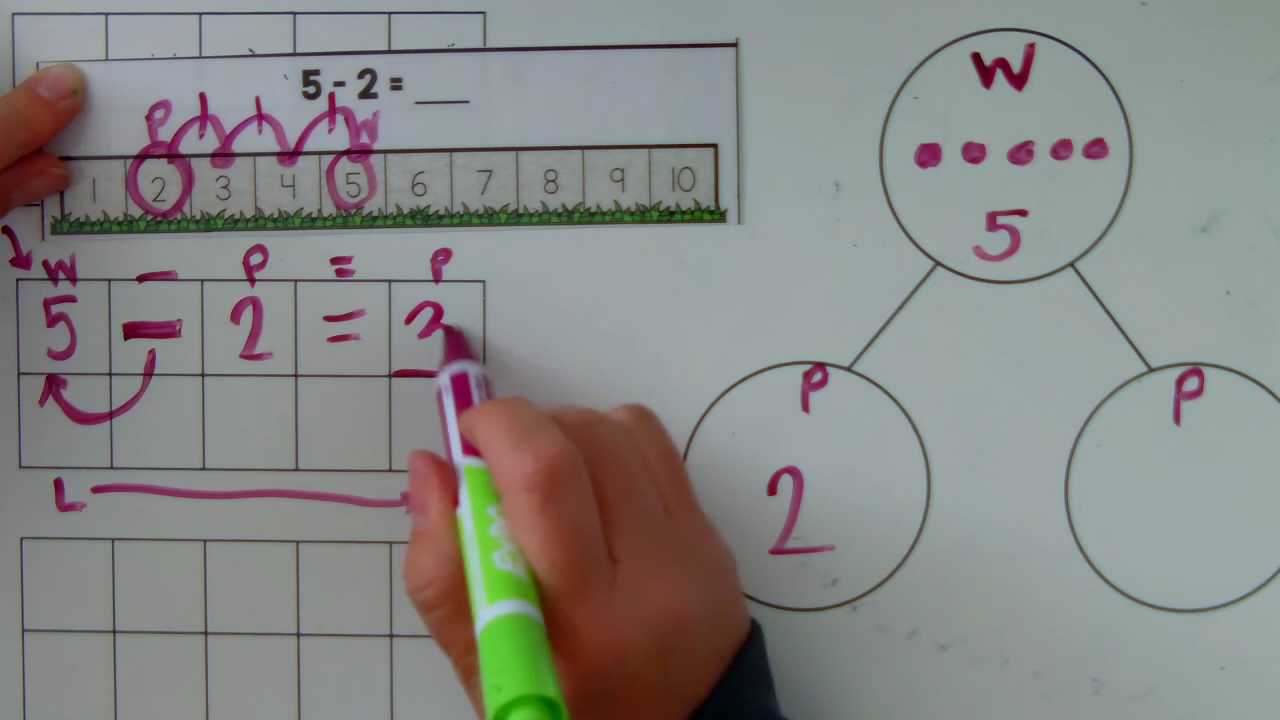 5 - 2 = ___
P W
1 2 3 4 5 6 7 8 9 10
W - P = P
5 - 2 = 3
L
W
5
P
2
P